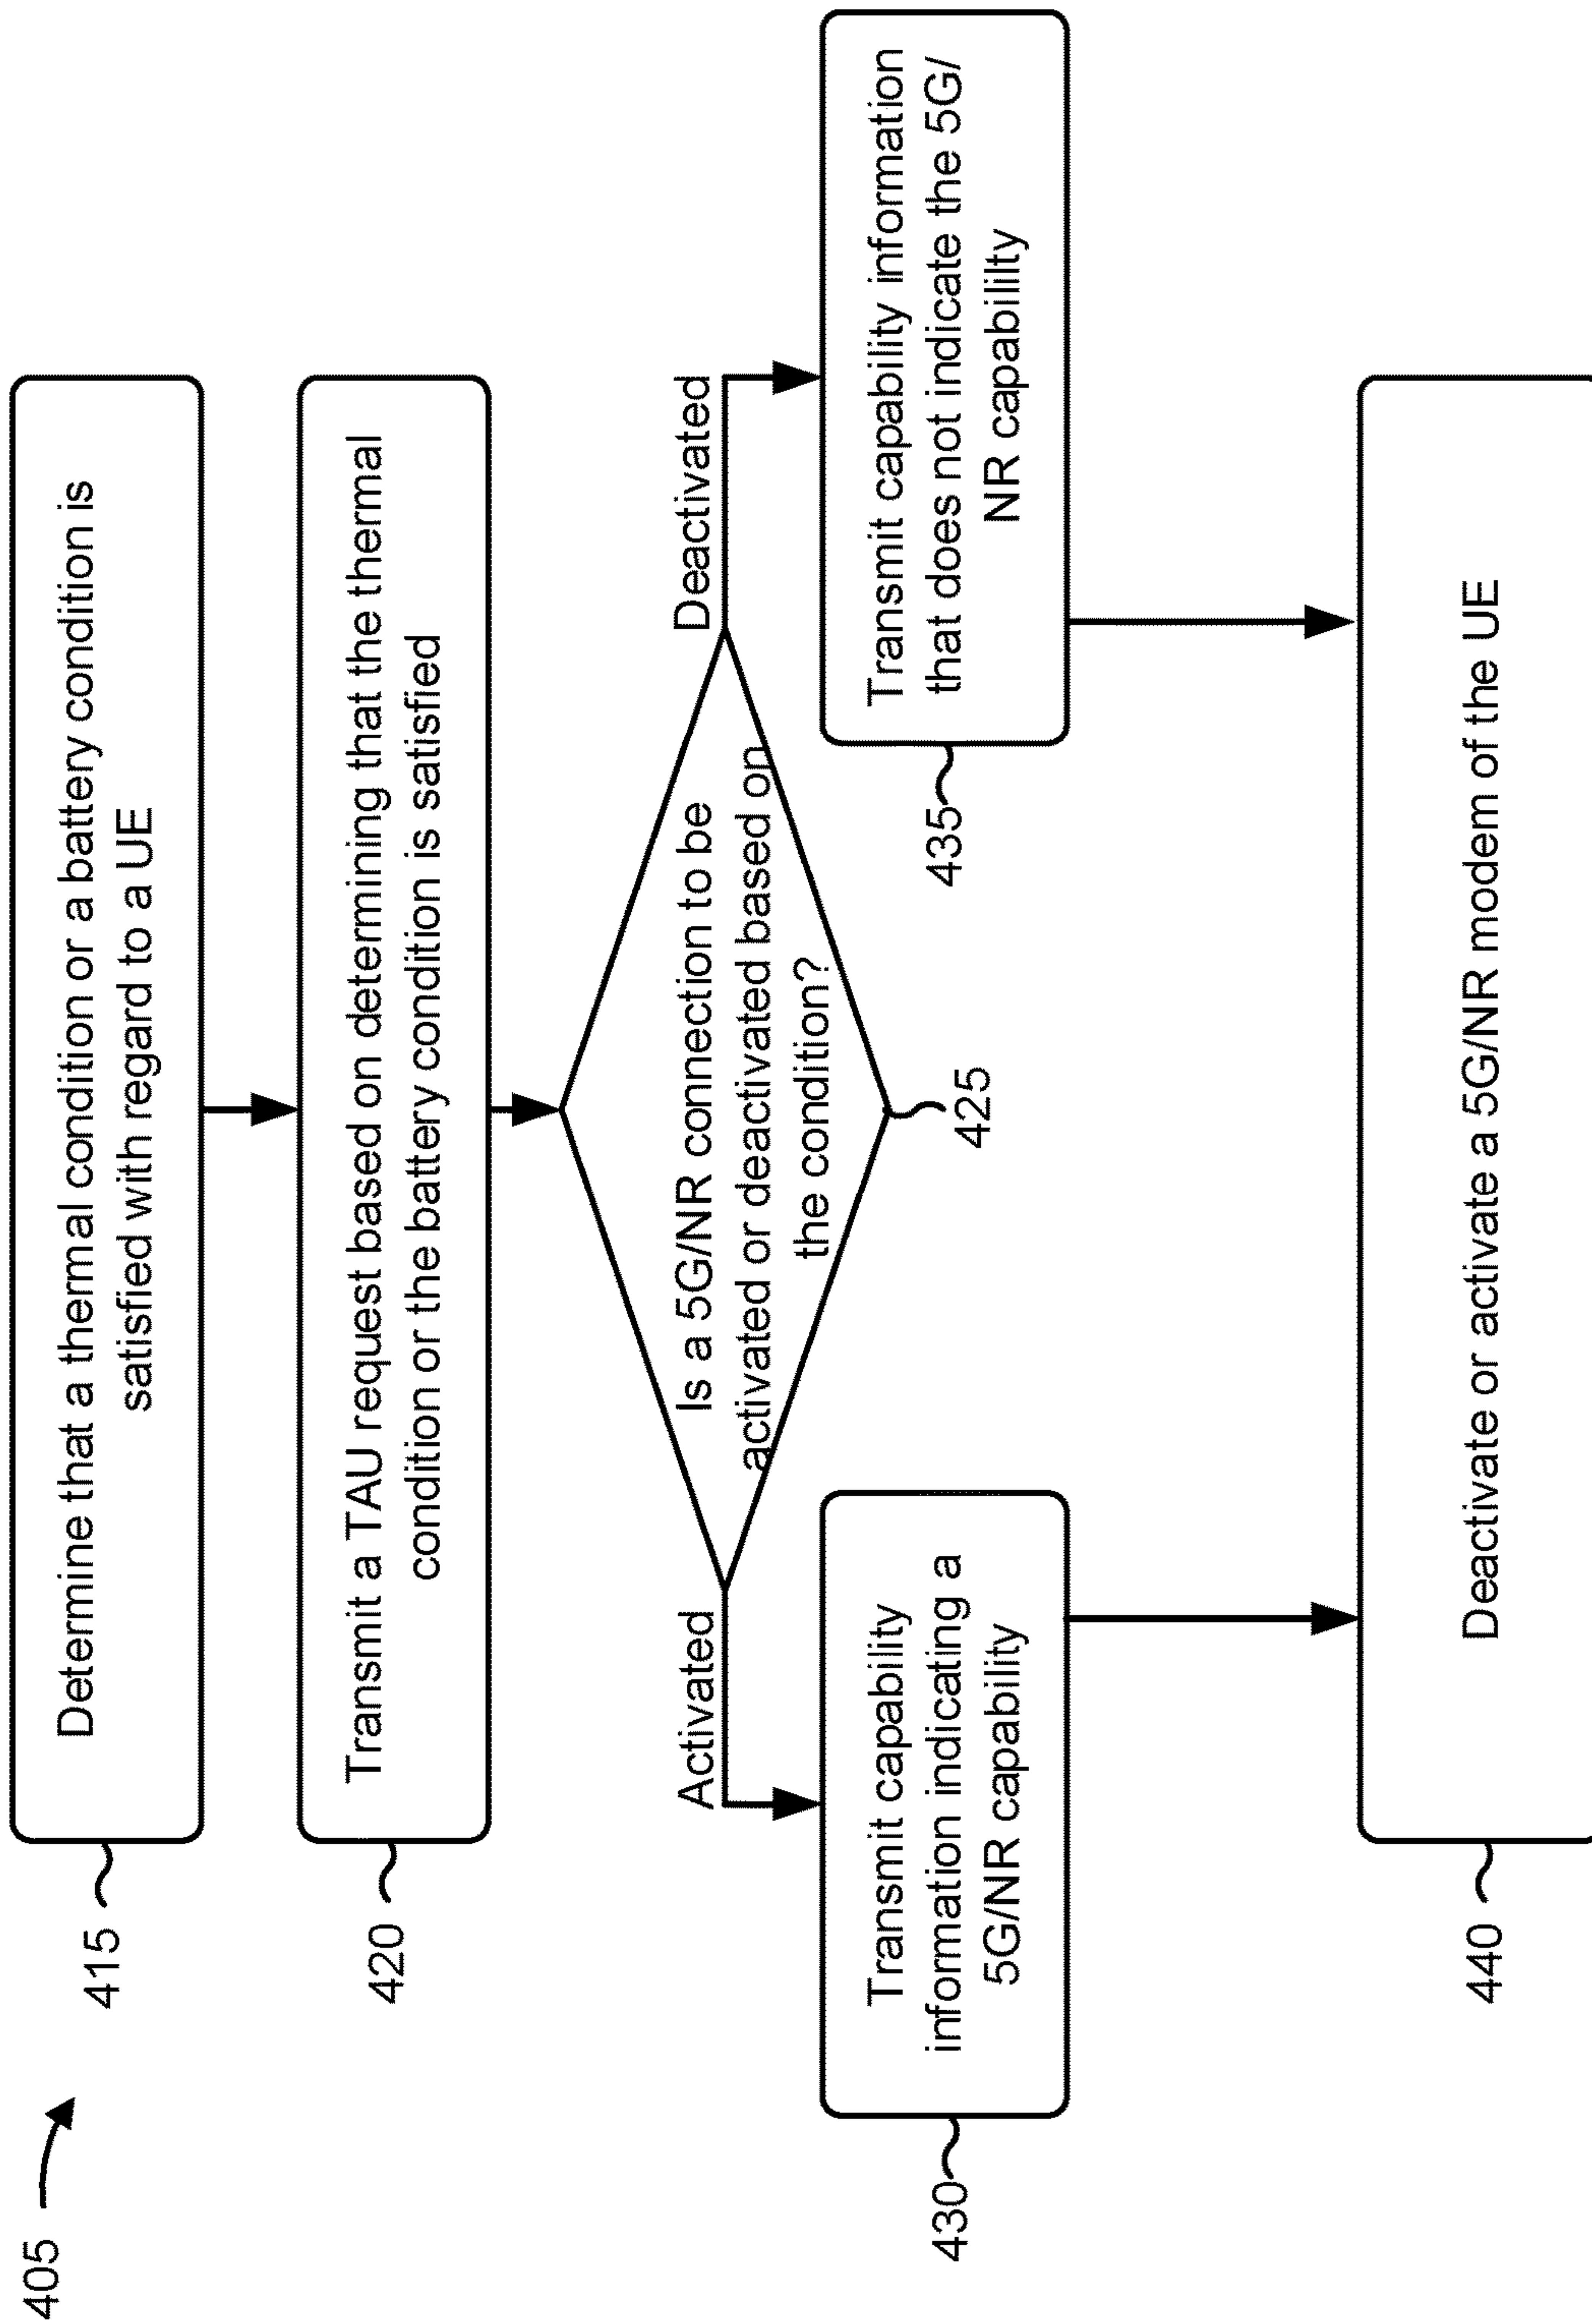 405
415
Determine that a thermal condition or a battery condition is
satisfied with regard to a UE
420
Transmit a TAU request based on determining that the thermal
condition or the battery condition is satisfied
Activated
Deactivated
Is a 5G/NR connection to be
activated or deactivated based on
the condition?
425
430
Transmit capability
information indicating a
5G/NR capability
435
Transmit capability information
that does not indicate the 5G/
NR capabililty
440
Deactivate or activate a 5G/NR modem of the UE